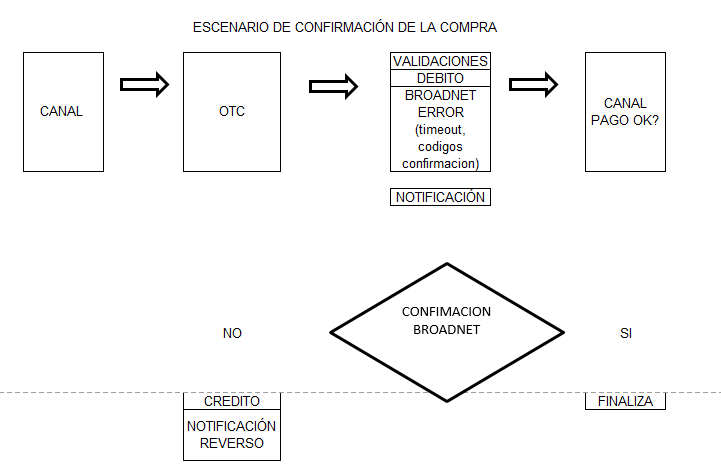 ESCENARIO DE CONFIRMACIÓN DE LA COMPRA
CANAL
OTC
VALIDACIONES
DEBITO
BROADNET
ERROR
(timeout,
codigos
confirmacion)
CANAL
PAGO OK?
NOTIFICACIÓN
CONFIMACION
BROADNET
NO
SI
CREDITO
NOTIFICACIÓN
REVERSO
FINALIZA